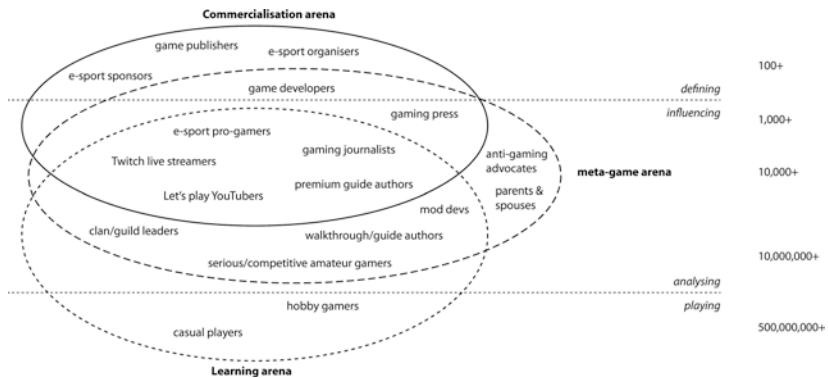 Commercialisation arena
game publishers
e-sport organisers
e-sport sponsors
100+
game developers
defining
influencing
gaming press
1,000+
e-sport pro-gamers
gaming journalists
anti-gaming
advocates
Twitch live streamers
meta-game arena
10,000+
premium guide authors
parents &
spouses
Let's play YouTubers
mod devs
clan/guild leaders
walkthrough/guide authors
serious/competitive amateur gamers
10,000,000+
analysing
playing
hobby gamers
casual players
500,000,000+
Learning arena